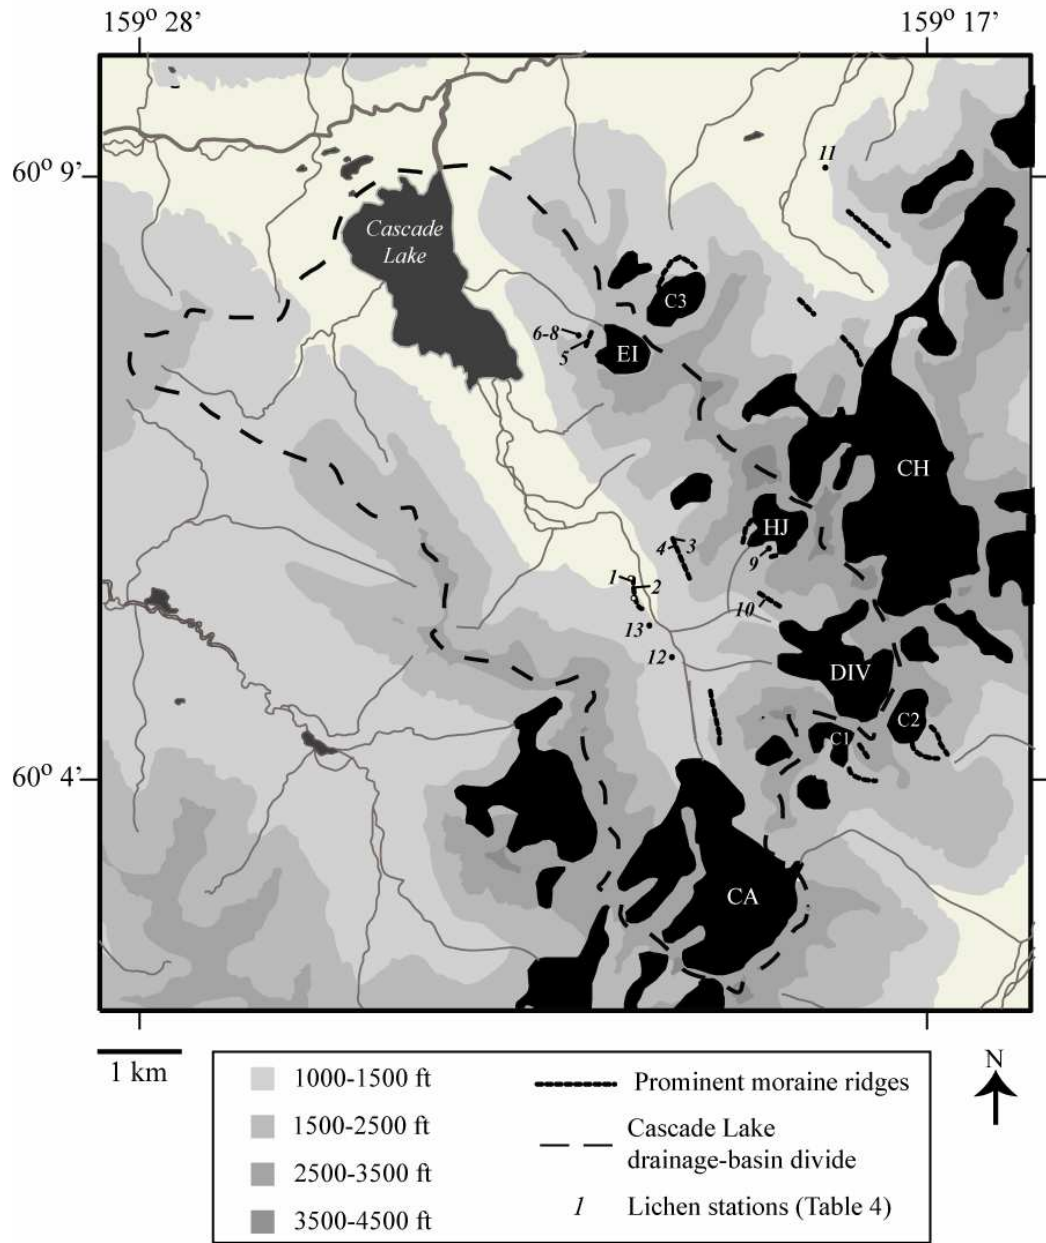 159° 28’
159° 17’
60° 9’
11
Cascade
Lake
C3
6-8
5
EI
CH
HJ
4
3
9
1
2
10
13
12
DIV
C2
C1
60° 4’
CA
1 km
N
1000-1500 ft
1500-2500 ft
2500-3500 ft
3500-4500 ft
Prominent moraine ridges
Cascade Lake
drainage-basin divide
1
Lichen stations (Table 4)